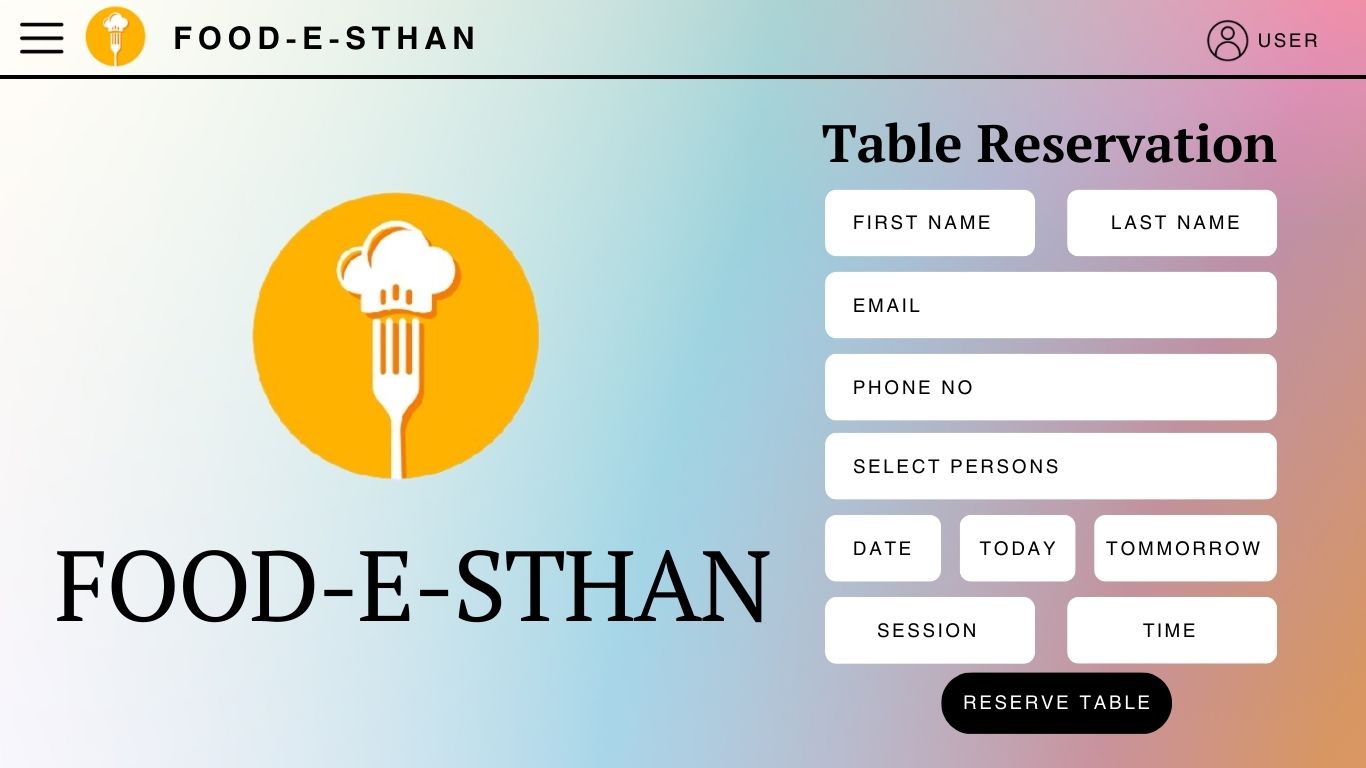 FOOD-E-STHAN
USER
FOOD-E-STHAN
Table Reservation
FIRST NAME
LAST NAME
EMAIL
PHONE NO
SELECT PERSONS
DATE
TODAY
TOMMORROW
SESSION
TIME
RESERVE TABLE